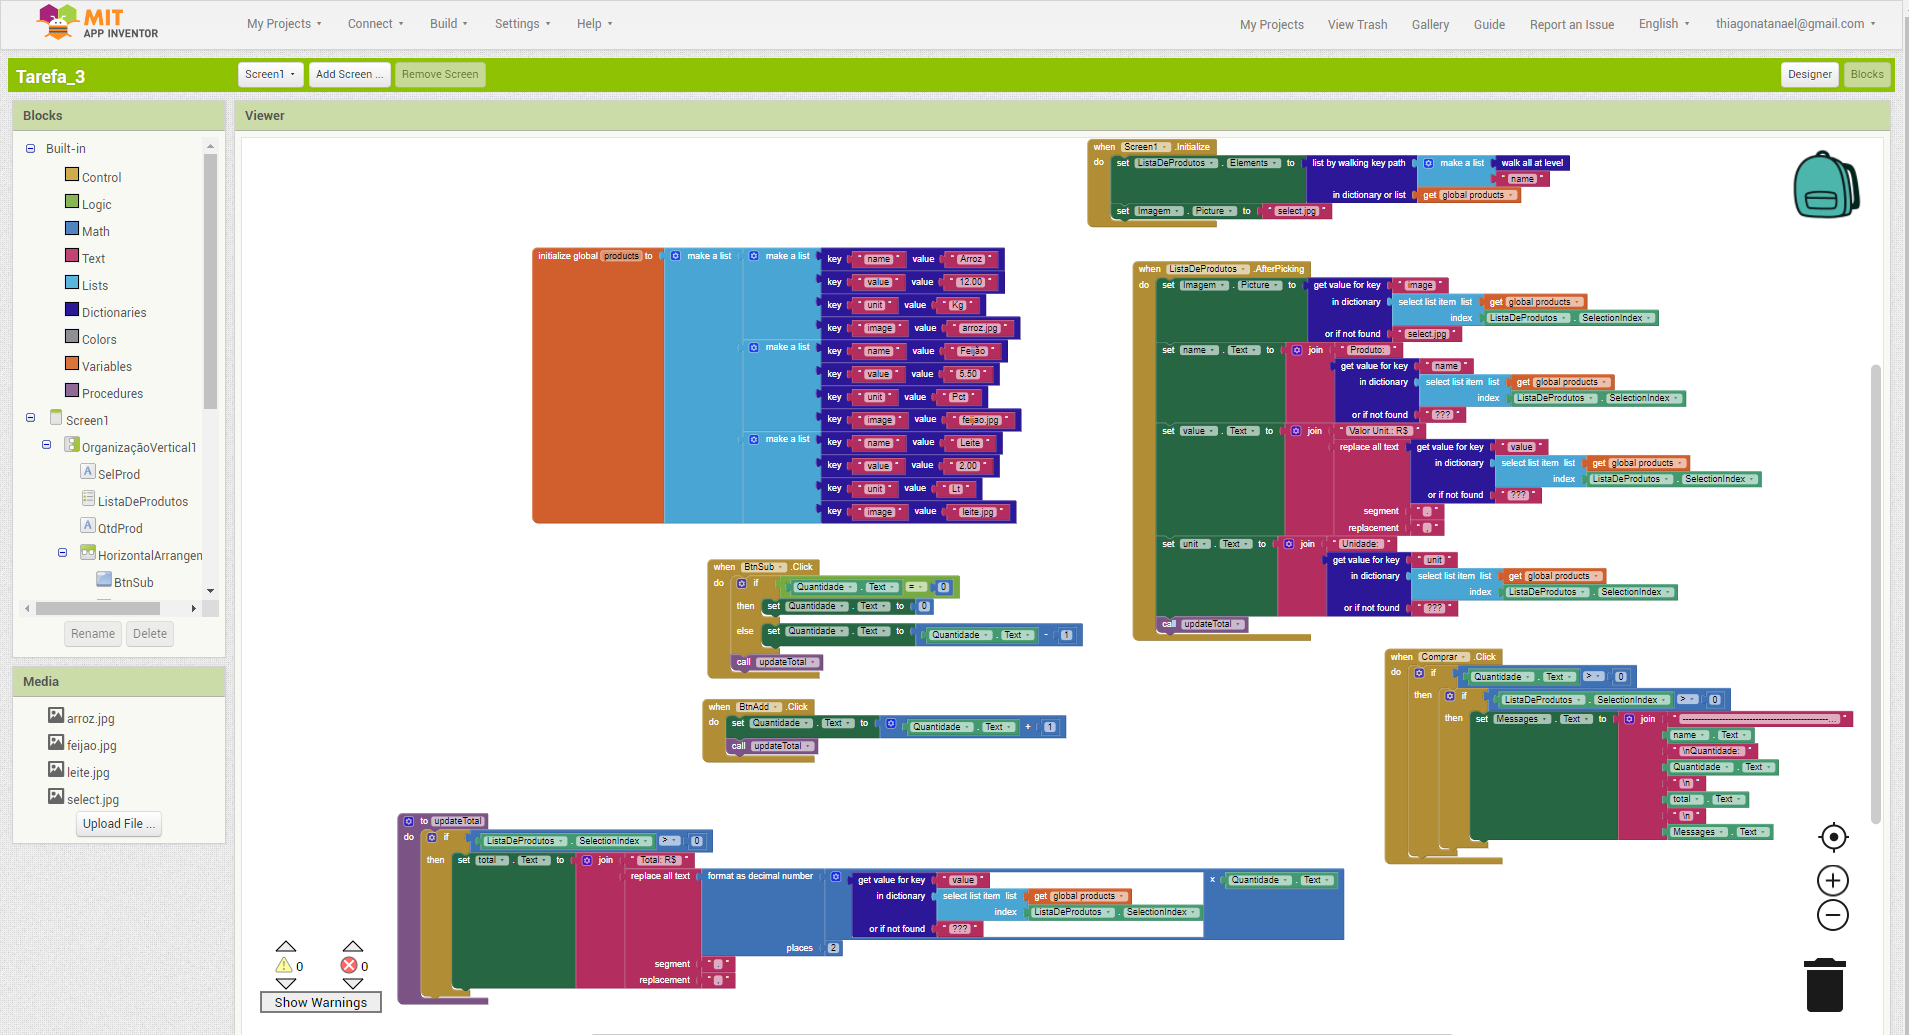 MIT
APP INVENTOR
My Projects
Connect
Build
Settings
Help
My Projects
View Trash
Gallery
Guide
Report an Issue
English
thiagonatanael@gmail.com
Tarefa_3
Screen1
Add Screen ...
Remove Screen
Designer
Blocks
Blocks
Built-in
Control
Logic
Math
Text
Lists
Dictionaries
Colors
Variables
Procedures
Screen1
OrganizaçãoVertical1
SelProd
ListaDeProdutos
QtdProd
HorizontalArrangen
BtnSub
Rename
Delete
Media
arroz.jpg
feijao.jpg
leite.jpg
select.jpg
Upload File ...
Viewer
when Screen1 .Initialize
do set ListaDeProdutos . Elements to list by walking key path make a list walk all at level
" name "
in dictionary or list get global products
set Imagem . Picture to " select.jpg "
initialize global products to make a list make a list key " name " value " Arroz "
key " value " value " 12.00 "
key " unit " value " Kg "
key " image " value " arroz.jpg "
make a list key " name " value " Feijão "
key " value " value " 5.50 "
key " unit " value " Pct "
key " image " value " feijao.jpg "
make a list key " name " value " Leite "
key " value " value " 2.00 "
key " unit " value " Lt "
key " image " value " leite.jpg "
when ListaDeProdutos .AfterPicking
do set Imagem . Picture to get value for key " image "
in dictionary select list item list get global products
index ListaDeProdutos . SelectionIndex
or if not found " select.jpg "
set name . Text to join " Produto: "
get value for key " name "
in dictionary select list item list get global products
index ListaDeProdutos . SelectionIndex
or if not found " ??? "
set value . Text to join " Valor Unit.: R$ "
replace all text get value for key " value "
in dictionary select list item list get global products
index ListaDeProdutos . SelectionIndex
or if not found " ??? "
segment " . "
replacement " , "
set unit . Text to join " Unidade: "
get value for key " unit "
in dictionary select list item list get global products
index ListaDeProdutos . SelectionIndex
or if not found " ??? "
call updateTotal
when BtnSub .Click
do if Quantidade . Text = 0
then set Quantidade . Text to 0
else set Quantidade . Text to Quantidade . Text - 1
call updateTotal
when BtnAdd .Click
do set Quantidade . Text to Quantidade . Text + 1
call updateTotal
when Comprar .Click
do if Quantidade . Text > 0
then if ListaDeProdutos . SelectionIndex > 0
then set Messages . Text to join
name . Text
" \nQuantidade: "
Quantidade . Text
" \n "
total . Text
" \n "
Messages . Text
to updateTotal
do if ListaDeProdutos . SelectionIndex > 0
then set total . Text to join " Total: R$ "
replace all text format as decimal number get value for key " value " x Quantidade . Text
in dictionary select list item list get global products
index ListaDeProdutos . SelectionIndex
or if not found " ??? "
places 2
segment " . "
replacement " , "
0
0
Show Warnings